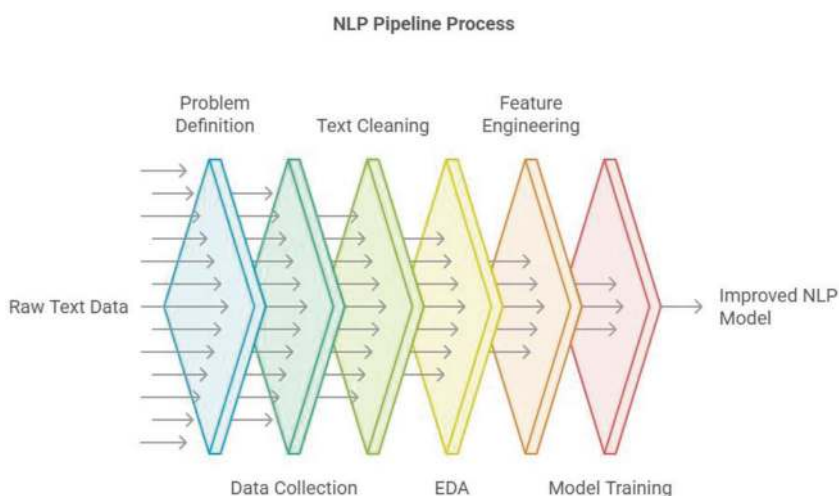 NLP Pipeline Process
Problem
Definition
Text Cleaning
Feature
Engineering
Raw Text Data
Improved NLP
Model
Data Collection
EDA
Model Training